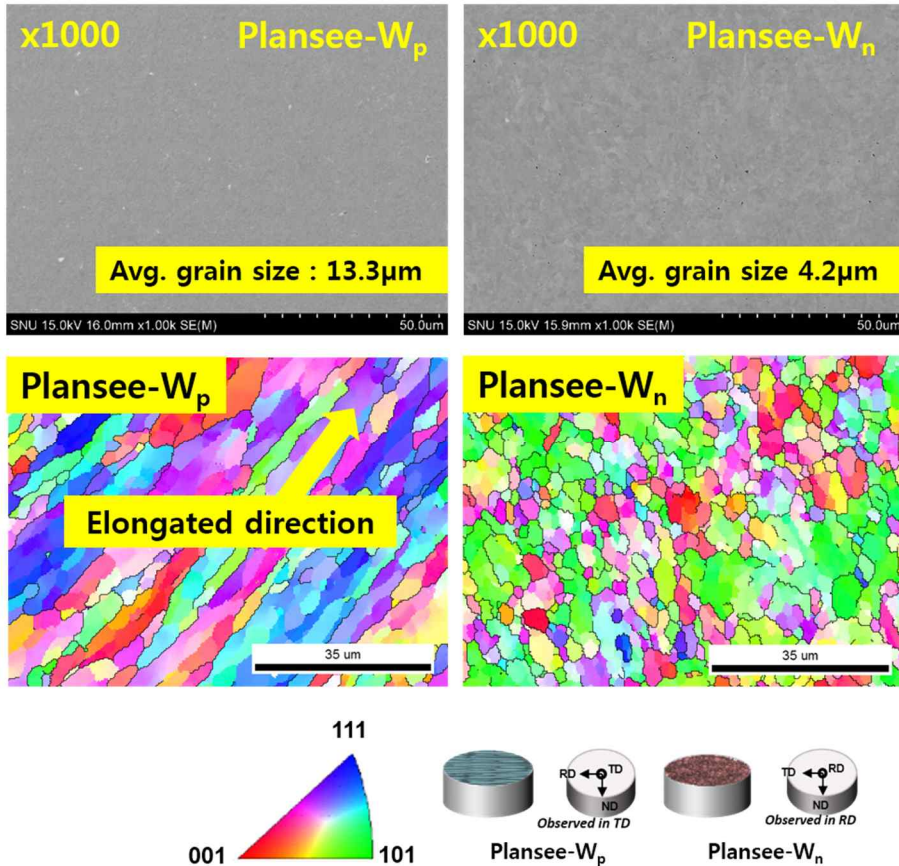 x1000 Plansee-Wp
Avg. grain size : 13.3µm
SNU 15.0kV 16.0mm x1.00k SE(M) 50.0um
x1000 Plansee-Wn
Avg. grain size 4.2µm
SNU 15.0kV 15.9mm x1.00k SE(M) 50.0um
Plansee-Wp
Elongated direction
35 um
Plansee-Wn
35 um
111
001 101
RD TD
ND
Observed in TD
Plansee-Wp
TD RD
ND
Observed in RD
Plansee-Wn